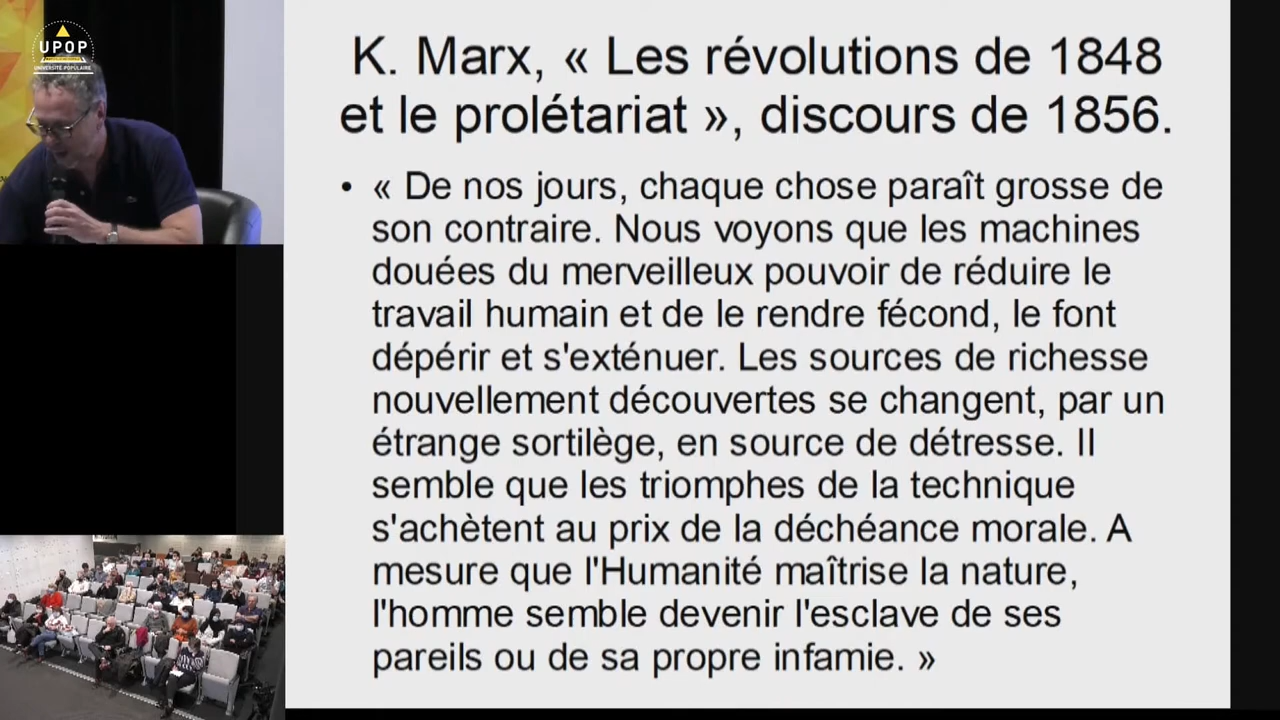 UPOP
UNIVERSITÉ POPULAIRE
K. Marx, « Les révolutions de 1848
et le prolétariat », discours de 1856.
• « De nos jours, chaque chose paraît grosse de
son contraire. Nous voyons que les machines
douées du merveilleux pouvoir de réduire le
travail humain et de le rendre fécond, le font
dépérir et s'exténuer. Les sources de richesse
nouvellement découvertes se changent, par un
étrange sortilège, en source de détresse. Il
semble que les triomphes de la technique
s'achètent au prix de la déchéance morale. A
mesure que l'Humanité maîtrise la nature,
l'homme semble devenir l'esclave de ses
pareils ou de sa propre infamie. »